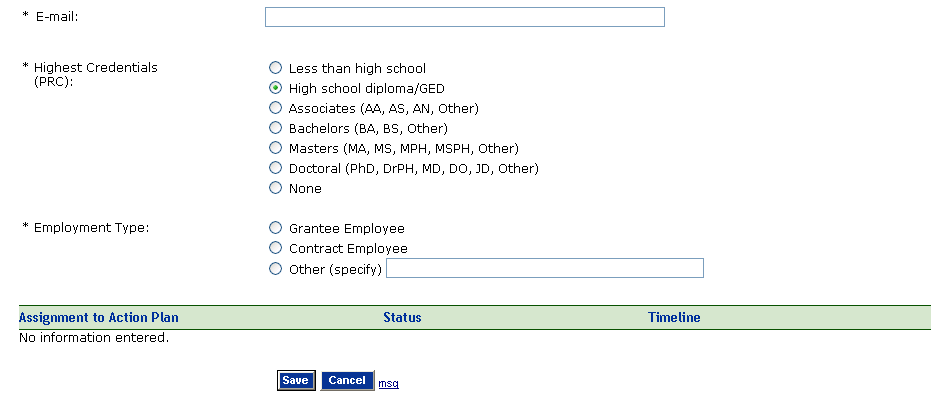 * E-mail:
* Highest Credentials
(PRC):
Less than high school
High school diploma/GED
Associates (AA, AS, AN, Other)
Bachelors (BA, BS, Other)
Masters (MA, MS, MPH, MSPH, Other)
Doctoral (PhD, DrPH, MD, DO, JD, Other)
None
* Employment Type:
Grantee Employee
Contract Employee
Other (specify)
Assignment to Action Plan Status Timeline
No information entered.
Save Cancel msg